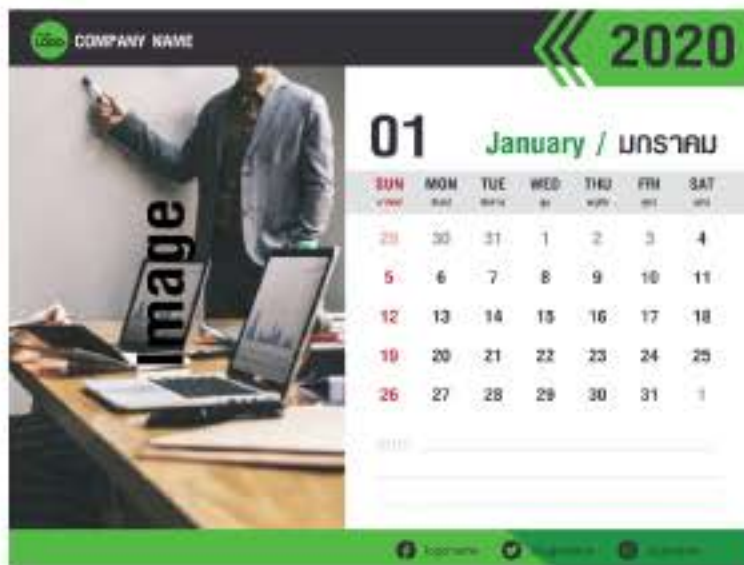 LOGO COMPANY NAME
2020
01
January / มกราคม
SUN MON TUE WED THU FRI SAT
29 30 31 1 2 3 4
5 6 7 8 9 10 11
12 13 14 15 16 17 18
19 20 21 22 23 24 25
26 27 28 29 30 31 1
Image